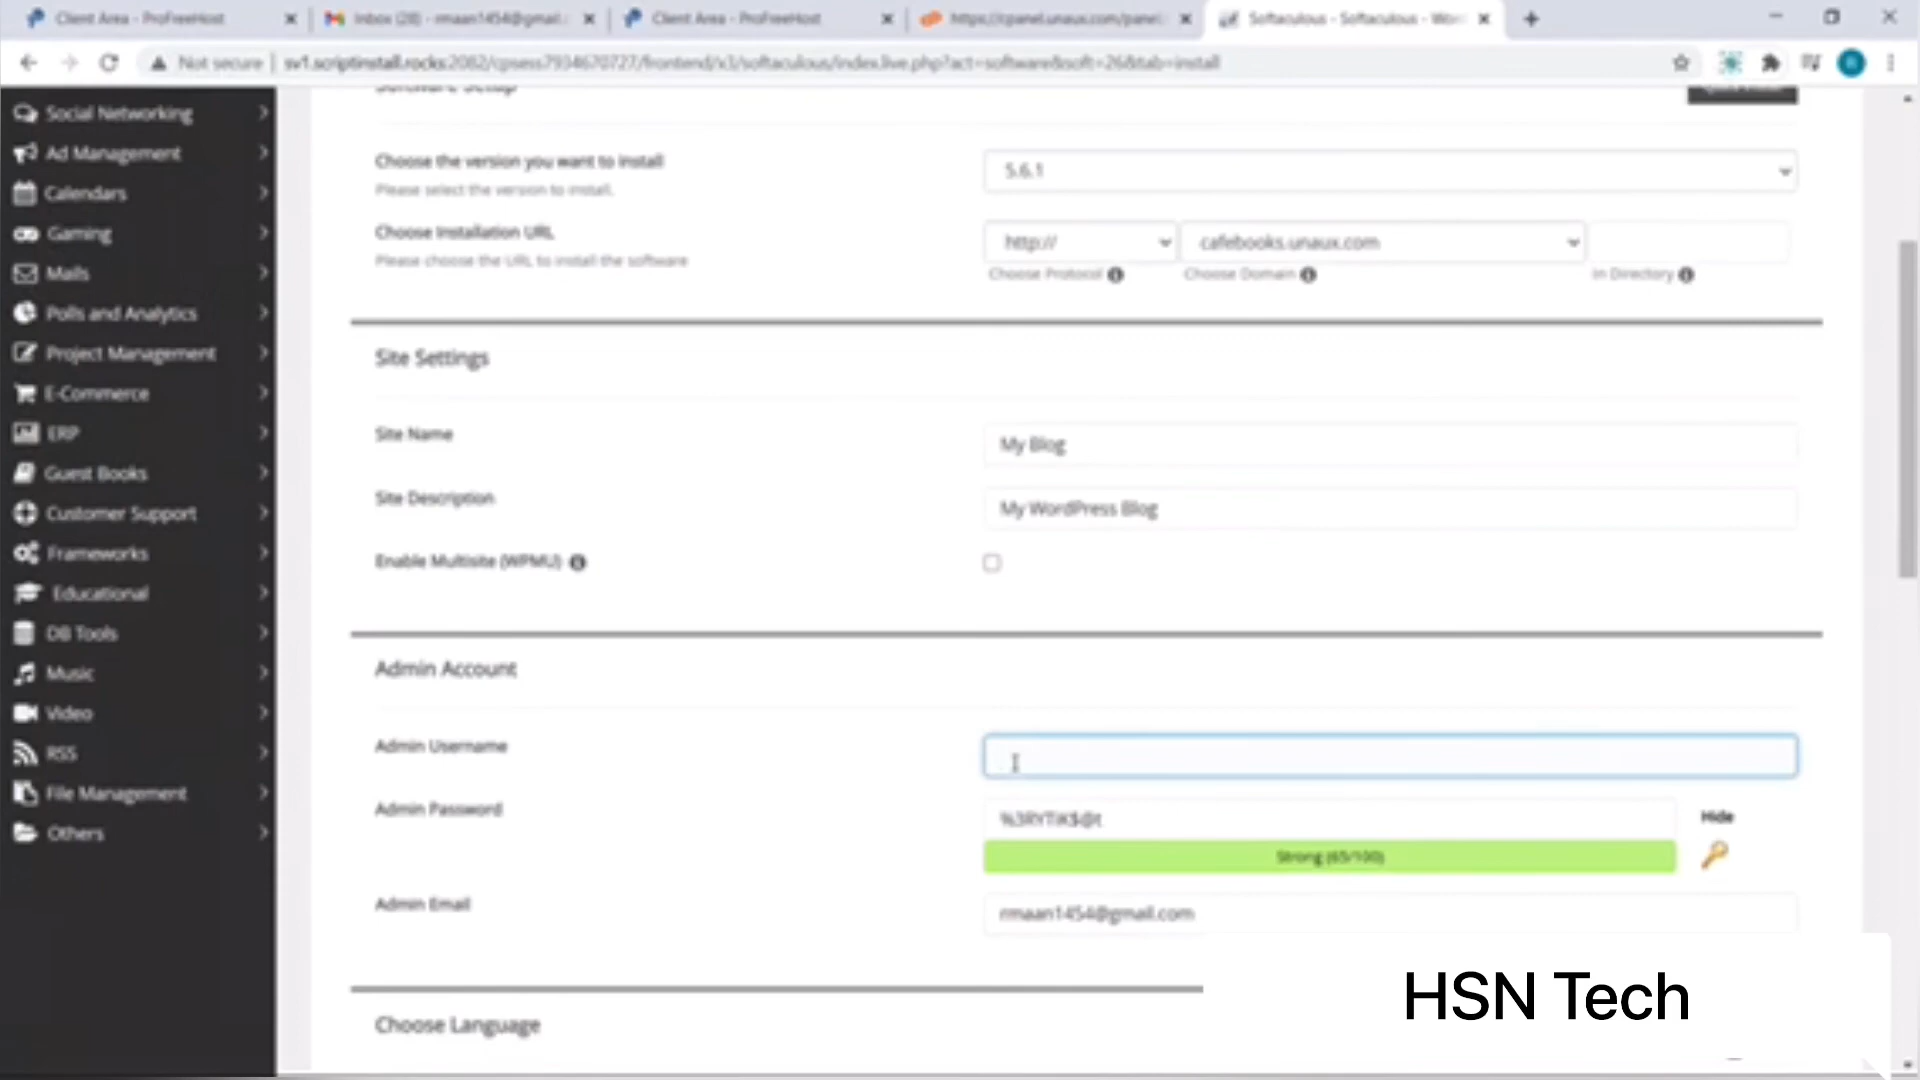 Client Area - ProFreeHost
Inbox (28) - rmaan1454@gmail.
Client Area - ProFreeHost
https://cpanel.unaux.com/panel
Softaculous - Softaculous - Wor
Not secure
sv1.scriptinstall.rocks:2082/cpsess7934670727/frontend/x3/softaculous/index.live.php?act=software&soft=26&tab=install
Social Networking
Ad Management
Calendars
Gaming
Mails
Polls and Analytics
Project Management
E-Commerce
ERP
Guest Books
Customer Support
Frameworks
Educational
DB Tools
Music
Video
RSS
File Management
Others
Software Setup
Choose the version you want to install
Please select the version to install.
5.6.1
Choose Installation URL
Please choose the URL to install the software
http://
cafebooks.unaux.com
Choose Protocol
Choose Domain
In Directory
Site Settings
Site Name
My Blog
Site Description
My WordPress Blog
Enable Multisite (WPMU)
Admin Account
Admin Username
Admin Password
%3RYTiK$@t
Hide
Strong (65/100)
Admin Email
rmaan1454@gmail.com
Choose Language
HSN Tech